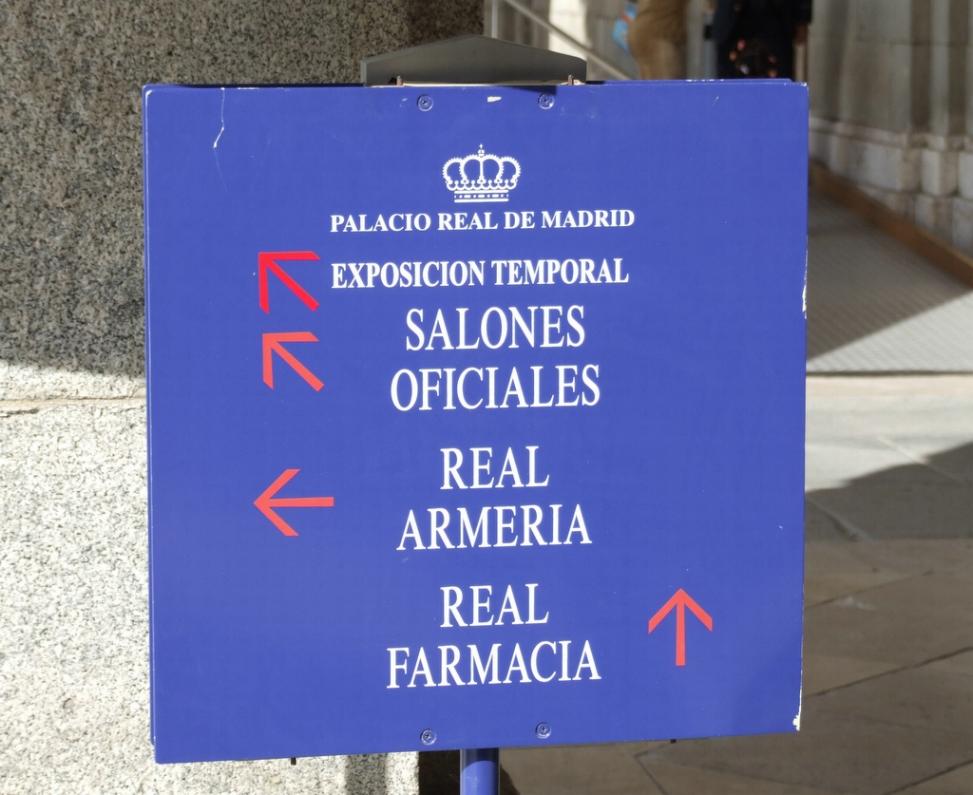 PALACIO REAL DE MADRID
EXPOSICION TEMPORAL
SALONES
OFICIALES
REAL
ARMERIA
REAL
FARMACIA